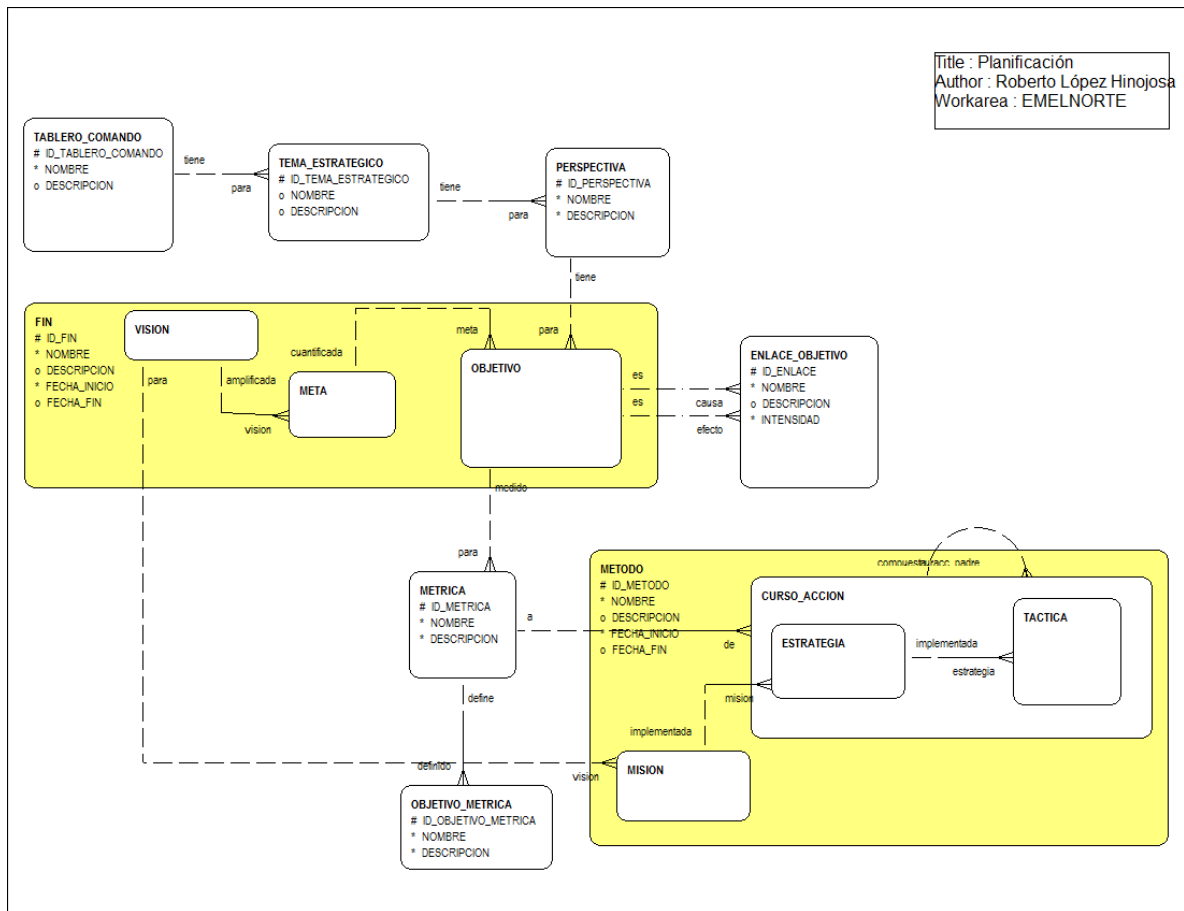 Title : Planificación
Author : Roberto López Hinojosa
Workarea : EMELNORTE
TABLERO_COMANDO
# ID_TABLERO_COMANDO
* NOMBRE
o DESCRIPCION
tiene
para
TEMA_ESTRATEGICO
# ID_TEMA_ESTRATEGICO
o NOMBRE
o DESCRIPCION
tiene
para
PERSPECTIVA
# ID_PERSPECTIVA
* NOMBRE
* DESCRIPCION
tiene
para
FIN
# ID_FIN
* NOMBRE
o DESCRIPCION
* FECHA_INICIO
o FECHA_FIN
VISION
para
amplificada
vision
META
cuantificada
meta
OBJETIVO
es
causa
es
efecto
ENLACE_OBJETIVO
# ID_ENLACE
* NOMBRE
o DESCRIPCION
* INTENSIDAD
medido
para
METRICA
# ID_METRICA
* NOMBRE
* DESCRIPCION
a
de
define
definido
OBJETIVO_METRICA
# ID_OBJETIVO_METRICA
* NOMBRE
* DESCRIPCION
METODO
# ID_METODO
* NOMBRE
o DESCRIPCION
* FECHA_INICIO
o FECHA_FIN
CURSO_ACCION
ESTRATEGIA
implementada
estrategia
TACTICA
mision
implementada
vision
MISION